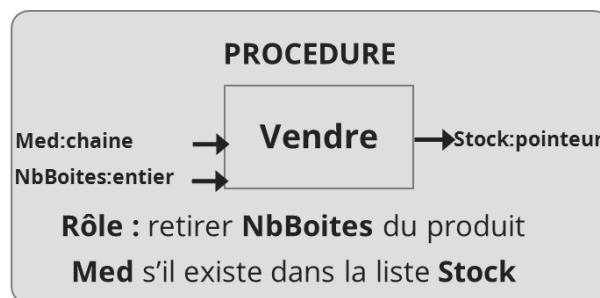 PROCEDURE
Vendre
Med:chaine
Stock:pointeur
NbBoites:entier
Rôle : retirer NbBoites du produit
Med s’il existe dans la liste Stock